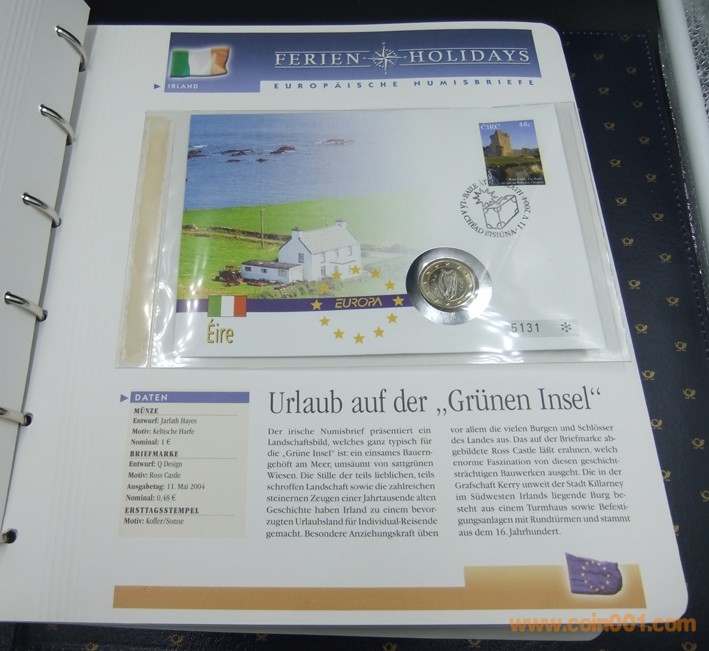 FERIEN HOLIDAYS
IRLAND
EUROPÄISCHE NUMISBRIEFE
ÉIRE 48c
BAILE ÁTHA
LÁ A CHÉAD EISIÚNA · 11 V 2004
EUROPA
Éire
5131
DATEN
MÜNZE
Entwurf: Jarlath Hayes
Motiv: Keltische Harfe
Nominal: 1 €
BRIEFMARKE
Entwurf: Q Design
Motiv: Ross Castle
Ausgabetag: 11. Mai 2004
Nominal: 0,48 €
ERSTTAGSSTEMPEL
Motiv: Koffer/Sonne
Urlaub auf der „Grünen Insel“
Der irische Numisbrief präsentiert ein
Landschaftsbild, welches ganz typisch für
die „Grüne Insel“ ist: ein einsames Bauern-
gehöft am Meer, umsäumt von sattgrünen
Wiesen. Die Stille der teils lieblichen, teils
schroffen Landschaft sowie die zahlreichen
steinernen Zeugen einer Jahrtausende alten
Geschichte haben Irland zu einem bevor-
zugten Urlaubsland für Individual-Reisende
gemacht. Besondere Anziehungskraft üben
vor allem die vielen Burgen und Schlösser
des Landes aus. Das auf der Briefmarke ab-
gebildete Ross Castle läßt erahnen, welch
enorme Faszination von diesen geschicht-
strächtigen Bauwerken ausgeht. Die in der
Grafschaft Kerry unweit der Stadt Killarney
im Südwesten Irlands liegende Burg be-
steht aus einem Turmhaus sowie Befesti-
gungsanlagen mit Rundtürmen und stammt
aus dem 16. Jahrhundert.
www.coin001.com